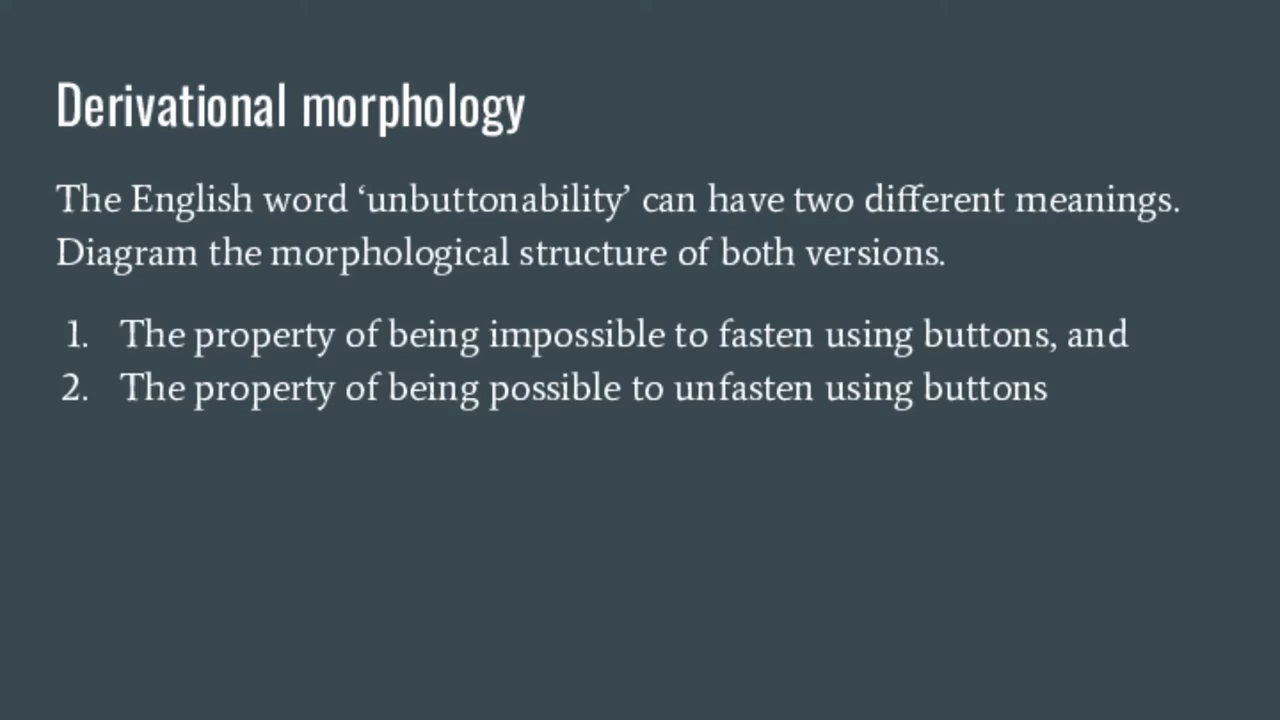 Derivational morphology
The English word ‘unbuttonability’ can have two different meanings.
Diagram the morphological structure of both versions.
1. The property of being impossible to fasten using buttons, and
2. The property of being possible to unfasten using buttons